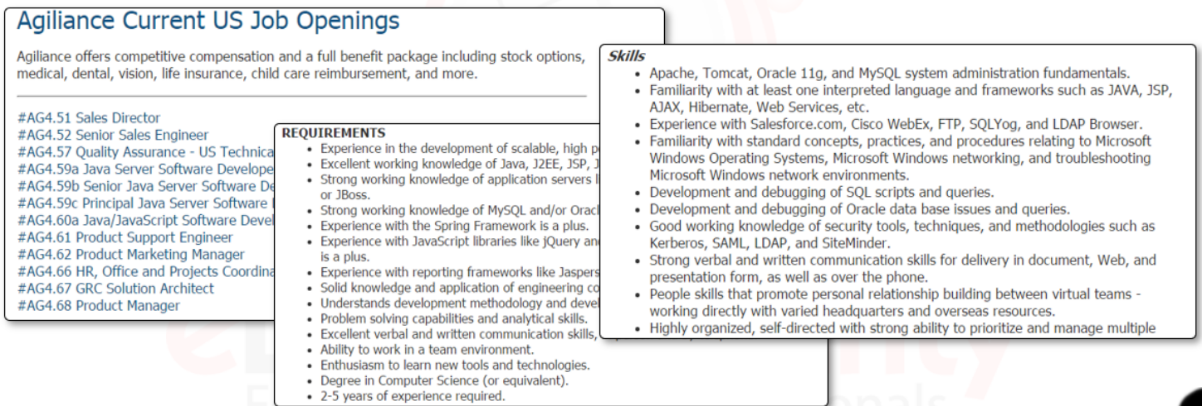 Agiliance Current US Job Openings
Agiliance offers competitive compensation and a full benefit package including stock options,
medical, dental, vision, life insurance, child care reimbursement, and more.
#AG4.51 Sales Director
#AG4.52 Senior Sales Engineer
#AG4.57 Quality Assurance - US Technica
#AG4.59a Java Server Software Develope
#AG4.59b Senior Java Server Software De
#AG4.59c Principal Java Server Software
#AG4.60a Java/JavaScript Software Devel
#AG4.61 Product Support Engineer
#AG4.62 Product Marketing Manager
#AG4.66 HR, Office and Projects Coordina
#AG4.67 GRC Solution Architect
#AG4.68 Product Manager
REQUIREMENTS
• Experience in the development of scalable, high p
• Excellent working knowledge of Java, J2EE, JSP, J
• Strong working knowledge of application servers l
or JBoss.
• Strong working knowledge of MySQL and/or Oracl
• Experience with the Spring Framework is a plus.
• Experience with JavaScript libraries like jQuery an
is a plus.
• Experience with reporting frameworks like Jaspers
• Solid knowledge and application of engineering co
• Understands development methodology and devel
• Problem solving capabilities and analytical skills.
• Excellent verbal and written communication skills,
• Ability to work in a team environment.
• Enthusiasm to learn new tools and technologies.
• Degree in Computer Science (or equivalent).
• 2-5 years of experience required.
Skills
• Apache, Tomcat, Oracle 11g, and MySQL system administration fundamentals.
• Familiarity with at least one interpreted language and frameworks such as JAVA, JSP,
AJAX, Hibernate, Web Services, etc.
• Experience with Salesforce.com, Cisco WebEx, FTP, SQLYog, and LDAP Browser.
• Familiarity with standard concepts, practices, and procedures relating to Microsoft
Windows Operating Systems, Microsoft Windows networking, and troubleshooting
Microsoft Windows network environments.
• Development and debugging of SQL scripts and queries.
• Development and debugging of Oracle data base issues and queries.
• Good working knowledge of security tools, techniques, and methodologies such as
Kerberos, SAML, LDAP, and SiteMinder.
• Strong verbal and written communication skills for delivery in document, Web, and
presentation form, as well as over the phone.
• People skills that promote personal relationship building between virtual teams -
working directly with varied headquarters and overseas resources.
• Highly organized, self-directed with strong ability to prioritize and manage multiple